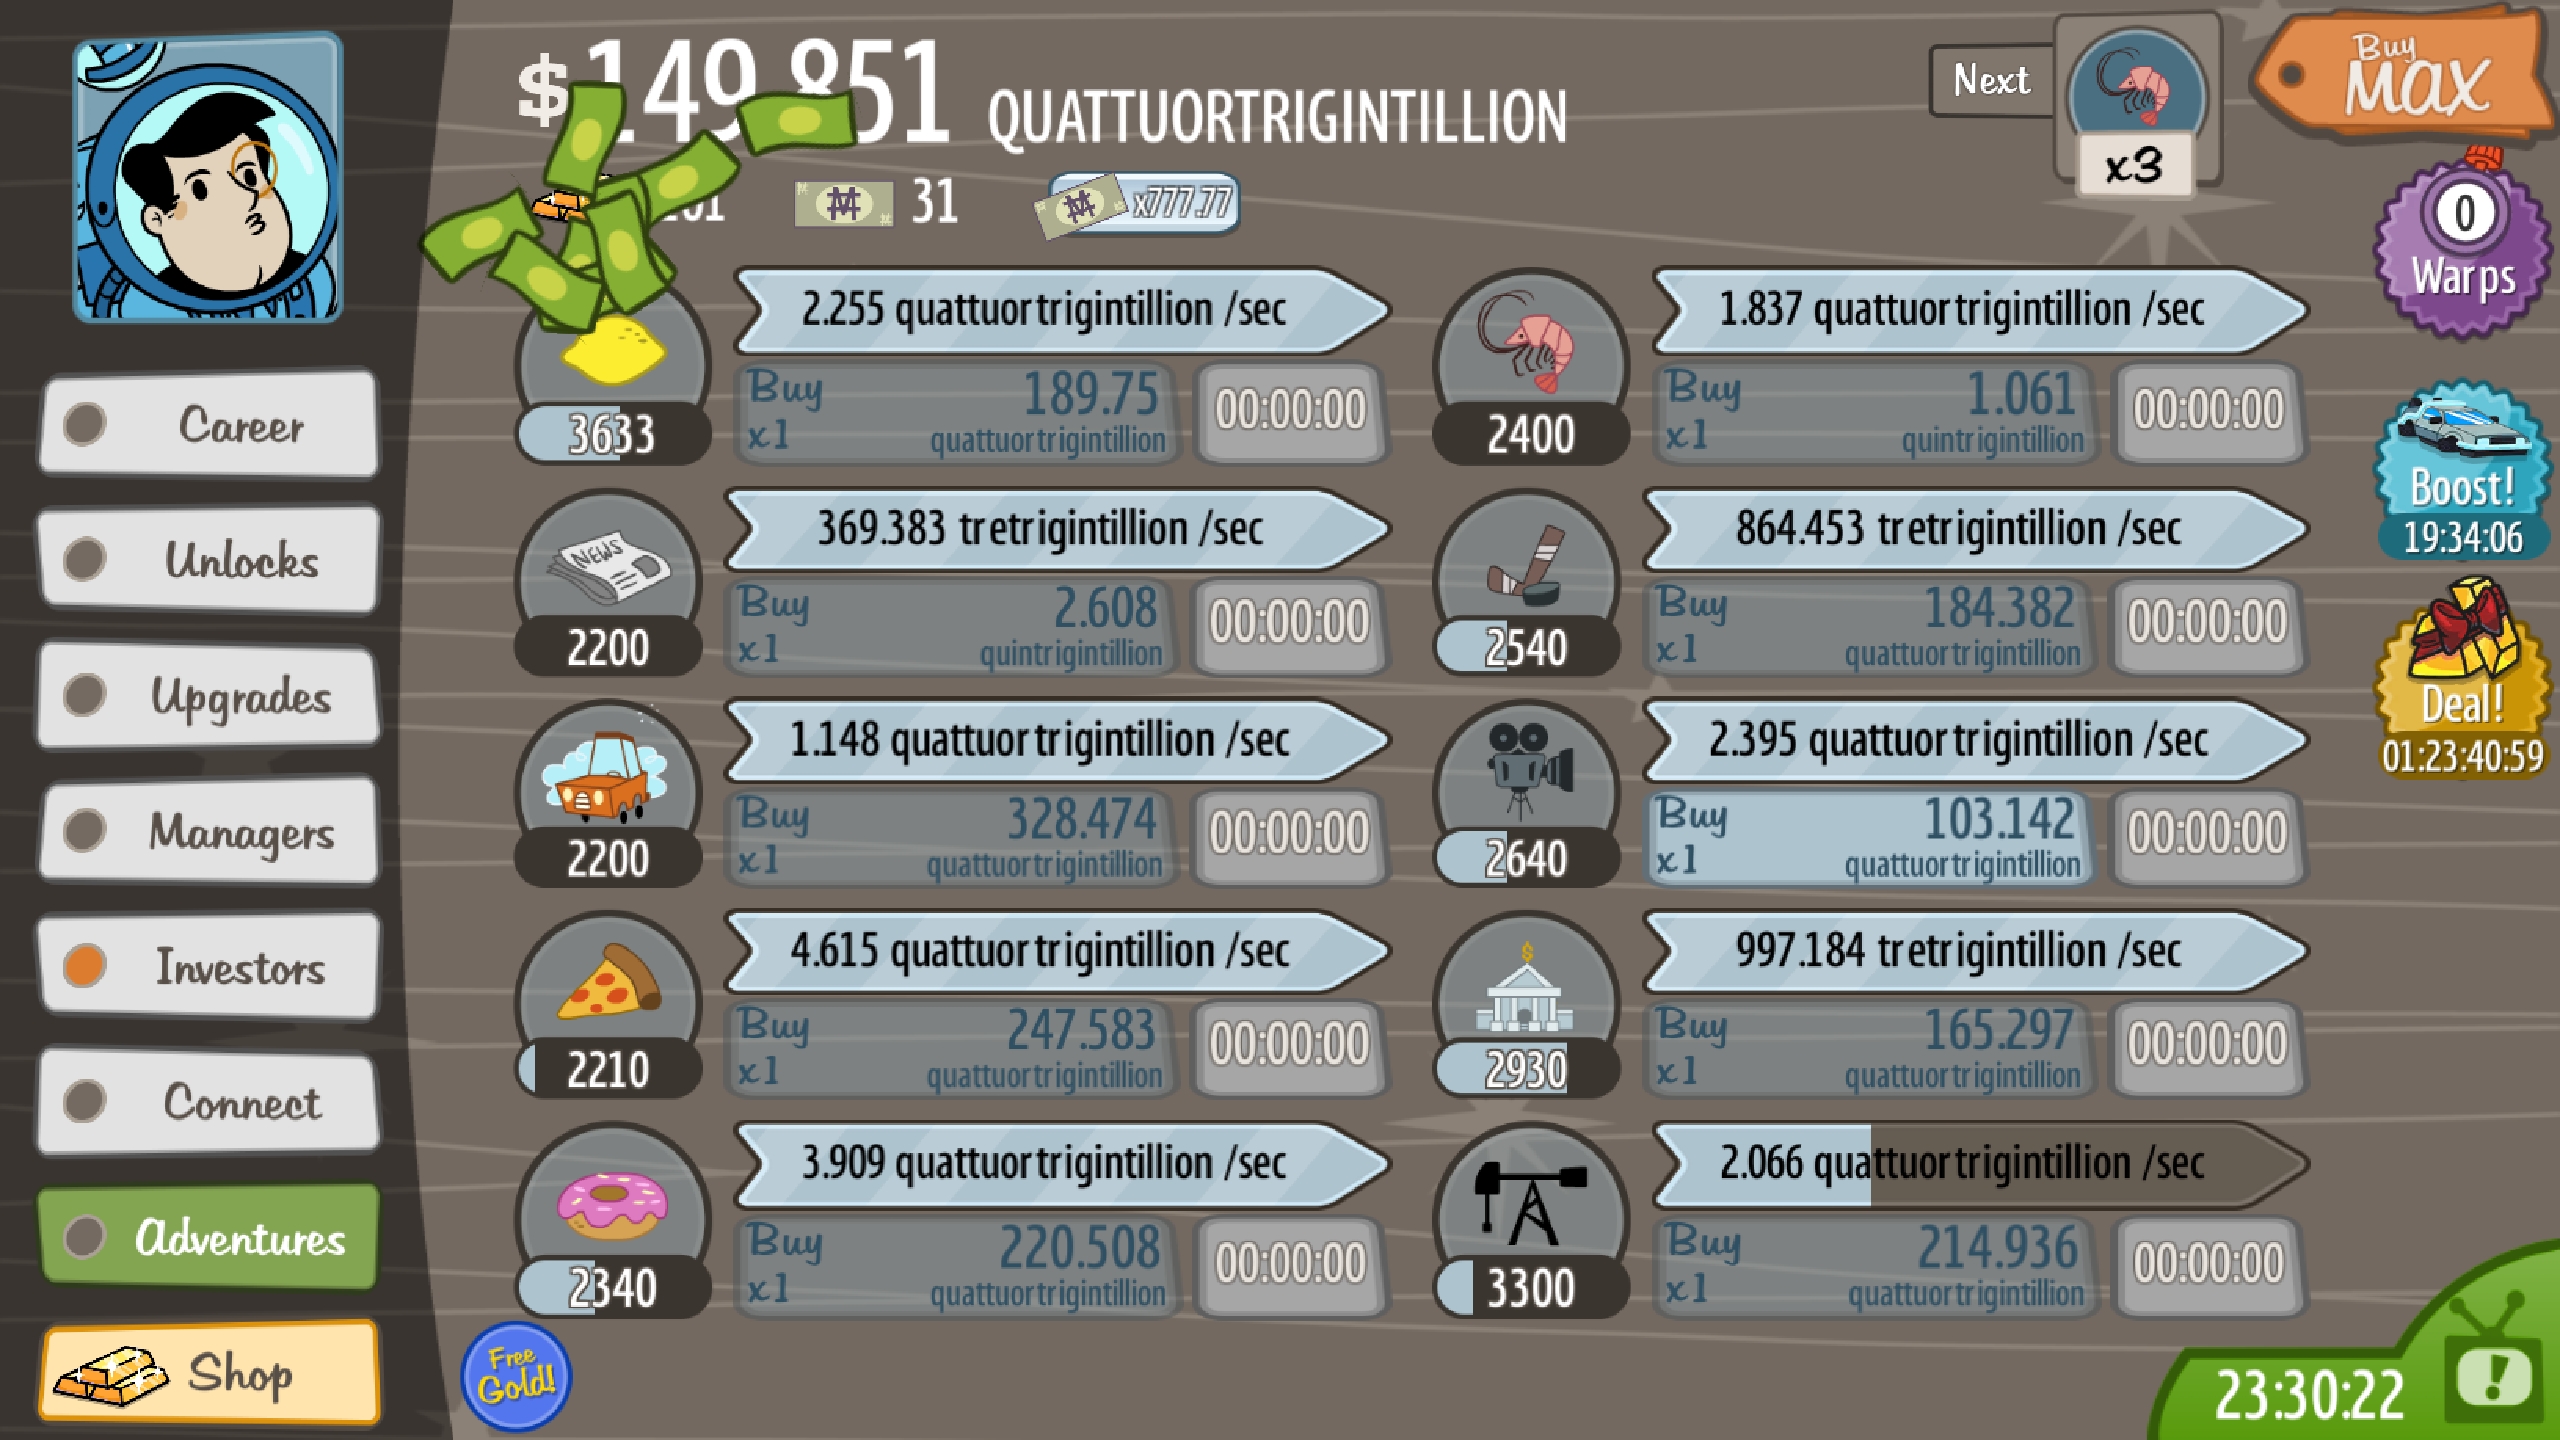 $149.851 QUATTUORTRIGINTILLION
Next
x3
Buy
MAX
31
x777.77
0
Warps
2.255 quattuortrigintillion /sec
Buy
x1
189.75
quattuortrigintillion
00:00:00
3633
1.837 quattuortrigintillion /sec
Buy
x1
1.061
quintrigintillion
00:00:00
2400
Career
Boost!
19:34:06
NEWS
369.383 tretrigintillion /sec
Buy
x1
2.608
quintrigintillion
00:00:00
2200
864.453 tretrigintillion /sec
Buy
x1
184.382
quattuortrigintillion
00:00:00
2540
Unlocks
Deal!
01:23:40:59
Upgrades
1.148 quattuortrigintillion /sec
Buy
x1
328.474
quattuortrigintillion
00:00:00
2200
2.395 quattuortrigintillion /sec
Buy
x1
103.142
quattuortrigintillion
00:00:00
2640
Managers
Investors
4.615 quattuortrigintillion /sec
Buy
x1
247.583
quattuortrigintillion
00:00:00
2210
997.184 tretrigintillion /sec
Buy
x1
165.297
quattuortrigintillion
00:00:00
2930
Connect
3.909 quattuortrigintillion /sec
Buy
x1
220.508
quattuortrigintillion
00:00:00
2340
2.066 quattuortrigintillion /sec
Buy
x1
214.936
quattuortrigintillion
00:00:00
3300
Adventures
Shop
Free
Gold!
23:30:22